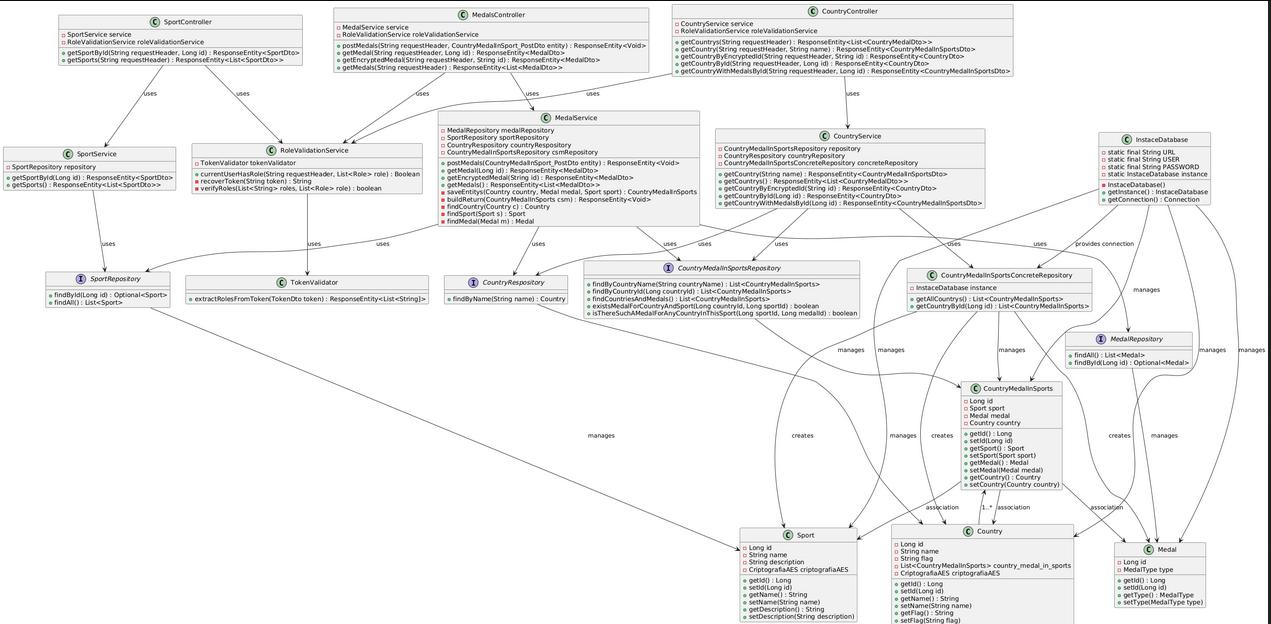 SportController
SportService service
RoleValidationService roleValidationService
getSportById(String requestHeader, Long id) : ResponseEntity<SportDto>
getSports(String requestHeader) : ResponseEntity<List<SportDto>>
MedalsController
MedalService service
RoleValidationService roleValidationService
postMedals(String requestHeader, CountryMedalInSport_PostDto entity) : ResponseEntity<Void>
getMedal(String requestHeader, Long id) : ResponseEntity<MedalDto>
getEncryptedMedal(String requestHeader, String id) : ResponseEntity<MedalDto>
getMedals(String requestHeader) : ResponseEntity<List<MedalDto>>
CountryController
CountryService service
RoleValidationService roleValidationService
getCountrys(String requestHeader) : ResponseEntity<List<CountryMedalDto>>
getCountry(String requestHeader, String name) : ResponseEntity<CountryMedalInSportsDto>
getCountryByEncryptedId(String requestHeader, String id) : ResponseEntity<CountryDto>
getCountryById(String requestHeader, Long id) : ResponseEntity<CountryDto>
getCountryWithMedalsById(String requestHeader, Long id) : ResponseEntity<CountryMedalInSportsDto>
uses
uses
uses
uses
uses
uses
SportService
SportRepository repository
getSportById(Long id) : ResponseEntity<SportDto>
getSports() : ResponseEntity<List<SportDto>>
RoleValidationService
TokenValidator tokenValidator
currentUserHasRole(String requestHeader, List<Role> role) : Boolean
recoverToken(String token) : String
verifyRoles(List<String> roles, List<Role> role) : boolean
MedalService
MedalRepository medalRepository
SportRepository sportRepository
CountryRespository countryRespository
CountryMedalInSportsRepository csmRepository
postMedals(CountryMedalInSport_PostDto entity) : ResponseEntity<Void>
getMedal(Long id) : ResponseEntity<MedalDto>
getEncryptedMedal(String id) : ResponseEntity<MedalDto>
getMedals() : ResponseEntity<List<MedalDto>>
saveEntitys(Country country, Medal medal, Sport sport) : CountryMedalInSports
buildReturn(CountryMedalInSports csm) : ResponseEntity<Void>
findCountry(Country c) : Country
findSport(Sport s) : Sport
findMedal(Medal m) : Medal
CountryService
CountryMedalInSportsRepository repository
CountryRespository countryRepository
CountryMedalInSportsConcreteRepository concreteRepository
getCountry(String name) : ResponseEntity<CountryMedalInSportsDto>
getCountrys() : ResponseEntity<List<CountryMedalDto>>
getCountryByEncryptedId(String id) : ResponseEntity<CountryDto>
getCountryById(Long id) : ResponseEntity<CountryDto>
getCountryWithMedalsById(Long id) : ResponseEntity<CountryMedalInSportsDto>
InstaceDatabase
static final String URL
static final String USER
static final String PASSWORD
static InstaceDatabase instance
InstaceDatabase()
getInstance() : InstaceDatabase
getConnection() : Connection
uses
uses
uses
uses
uses
uses
uses
uses
uses
provides connection
SportRepository
findById(Long id) : Optional<Sport>
findAll() : List<Sport>
TokenValidator
extractRolesFromToken(TokenDto token) : ResponseEntity<List<String]>
CountryRespository
findByName(String name) : Country
CountryMedalInSportsRepository
findByCountryName(String countryName) : List<CountryMedalInSports>
findByCountryId(Long countryId) : List<CountryMedalInSports>
findCountriesAndMedals() : List<CountryMedalInSports>
existsMedalForCountryAndSport(Long countryId, Long sportId) : boolean
isThereSuchAMedalForAnyCountryInThisSport(Long sportId, Long medalId) : boolean
CountryMedalInSportsConcreteRepository
InstaceDatabase instance
getAllCountrys() : List<CountryMedalInSports>
getCountryById(Long id) : List<CountryMedalInSports>
manages
MedalRepository
findAll() : List<Medal>
findById(Long id) : Optional<Medal>
manages
manages
manages
manages
manages
CountryMedalInSports
Long id
Sport sport
Medal medal
Country country
getId() : Long
setId(Long id)
getSport() : Sport
setSport(Sport sport)
getMedal() : Medal
setMedal(Medal medal)
getCountry() : Country
setCountry(Country country)
manages
creates
manages
creates
creates
manages
association
1..*
association
association
Sport
Long id
String name
String description
CriptografiaAES criptografiaAES
getId() : Long
setId(Long id)
getName() : String
setName(String name)
getDescription() : String
setDescription(String description)
Country
Long id
String name
String flag
List<CountryMedalInSports> country_medal_in_sports
CriptografiaAES criptografiaAES
getId() : Long
setId(Long id)
getName() : String
setName(String name)
getFlag() : String
setFlag(String flag)
Medal
Long id
MedalType type
getId() : Long
setId(Long id)
getType() : MedalType
setType(MedalType type)